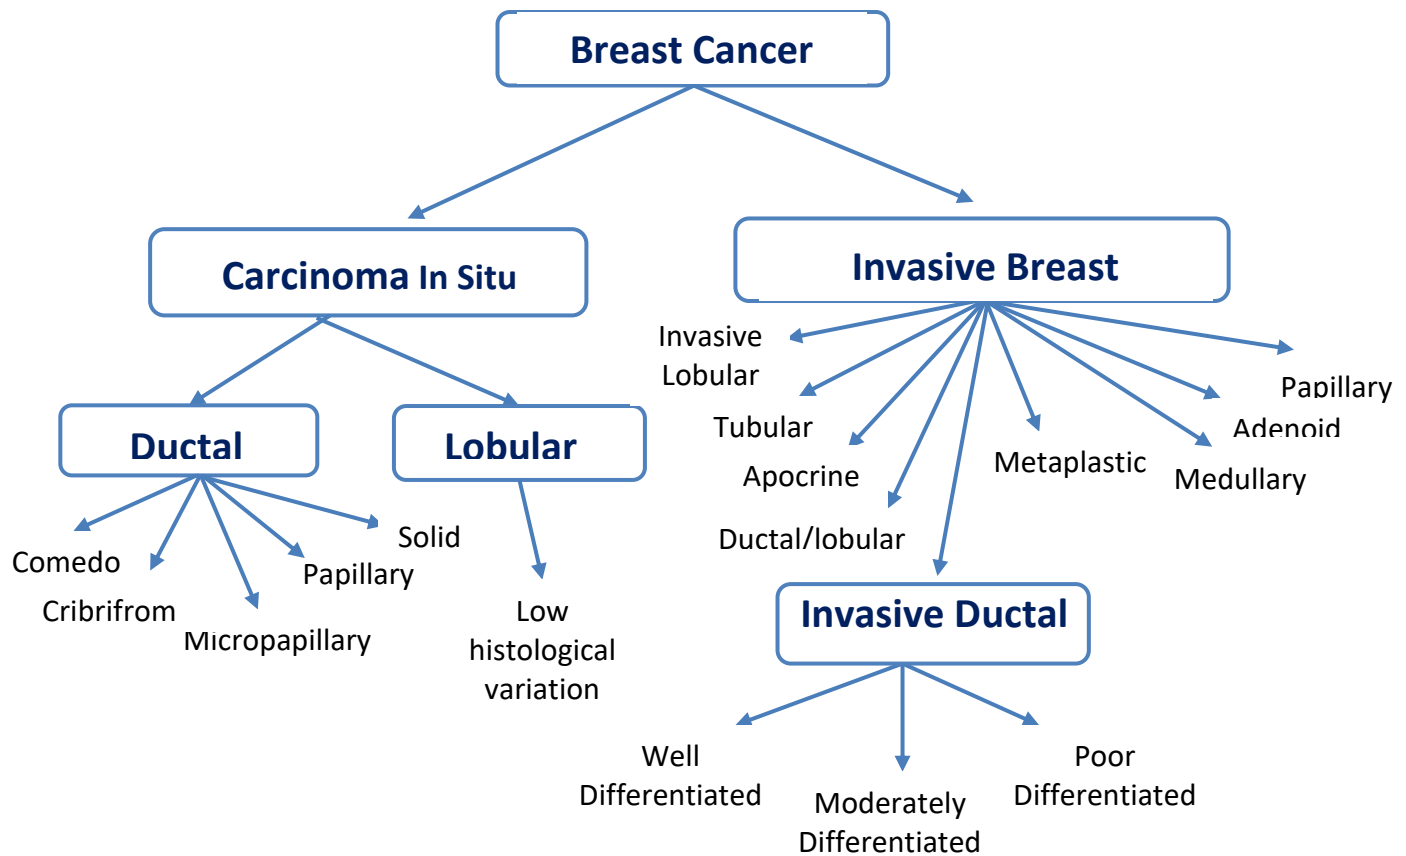 Breast Cancer
Carcinoma In Situ
Invasive Breast
Ductal
Lobular
Comedo
Cribrifrom
Micropapillary
Papillary
Solid
Low
histological
variation
Invasive
Lobular
Tubular
Apocrine
Ductal/lobular
Metaplastic
Medullary
Adenoid
Papillary
Invasive Ductal
Well
Differentiated
Moderately
Differentiated
Poor
Differentiated